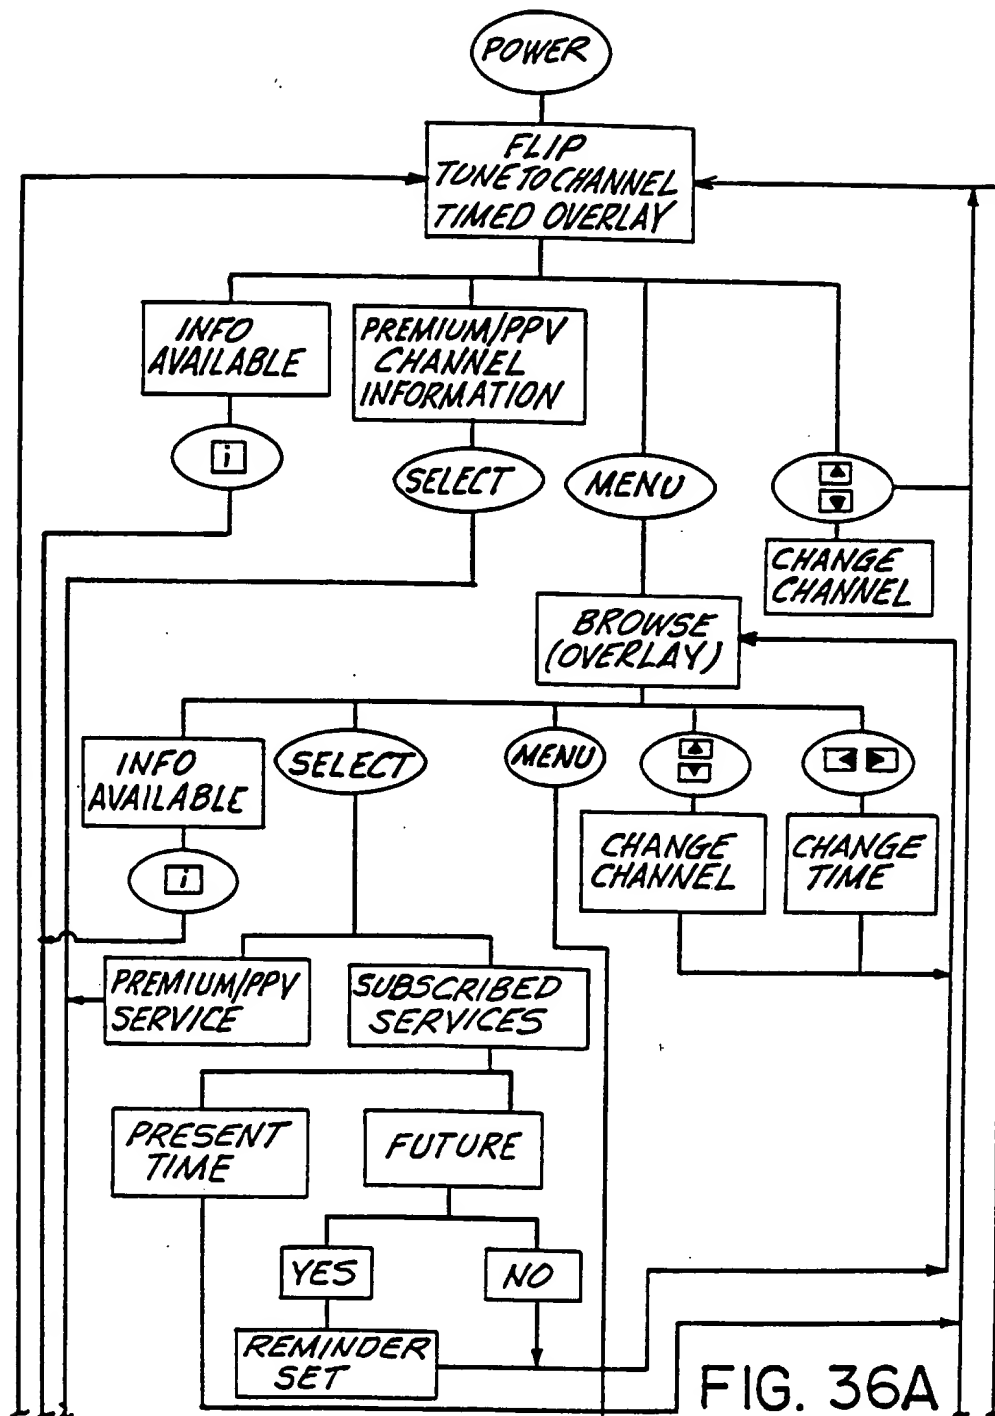 POWER
FLIP
TUNE TO CHANNEL
TIMED OVERLAY
INFO
AVAILABLE
PREMIUM/PPV
CHANNEL
INFORMATION
i
SELECT
MENU
CHANGE
CHANNEL
BROWSE
(OVERLAY)
INFO
AVAILABLE
SELECT
MENU
CHANGE
CHANNEL
CHANGE
TIME
i
PREMIUM/PPV
SERVICE
SUBSCRIBED
SERVICES
PRESENT
TIME
FUTURE
YES
NO
REMINDER
SET
FIG. 36A